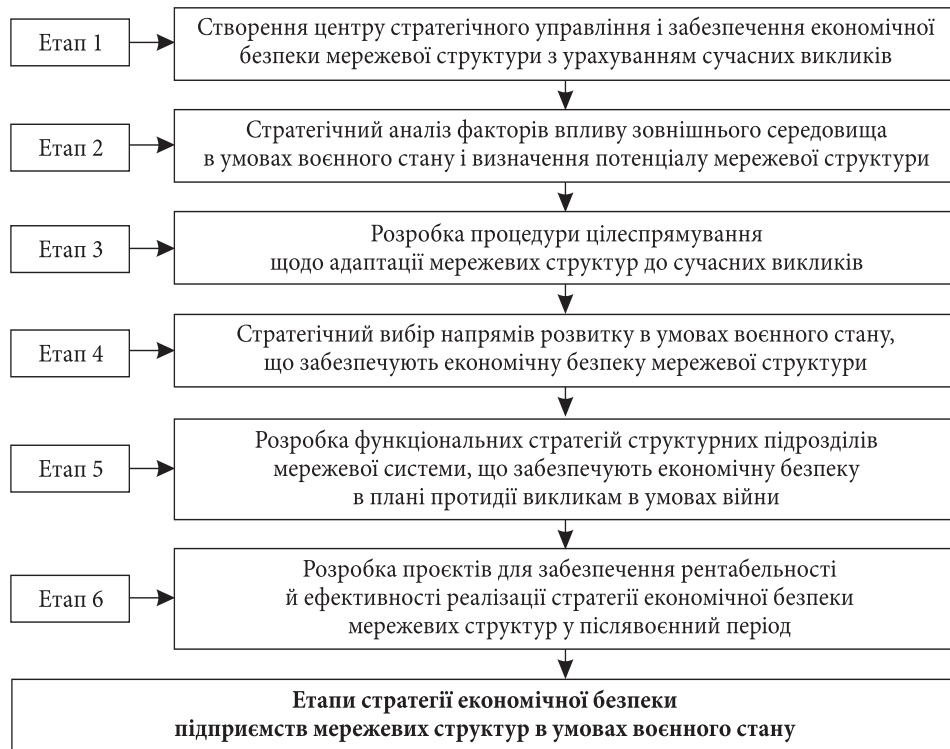 Етап 1
Створення центру стратегічного управління і забезпечення економічної
безпеки мережевої структури з урахуванням сучасних викликів
Етап 2
Стратегічний аналіз факторів впливу зовнішнього середовища
в умовах воєнного стану і визначення потенціалу мережевої структури
Етап 3
Розробка процедури цілеспрямування
щодо адаптації мережевих структур до сучасних викликів
Етап 4
Стратегічний вибір напрямів розвитку в умовах воєнного стану,
що забезпечують економічну безпеку мережевої структури
Етап 5
Розробка функціональних стратегій структурних підрозділів
мережевої системи, що забезпечують економічну безпеку
в плані протидії викликам в умовах війни
Етап 6
Розробка проєктів для забезпечення рентабельності
й ефективності реалізації стратегії економічної безпеки
мережевих структур у післявоєнний період
Етапи стратегії економічної безпеки
підприємств мережевих структур в умовах воєнного стану